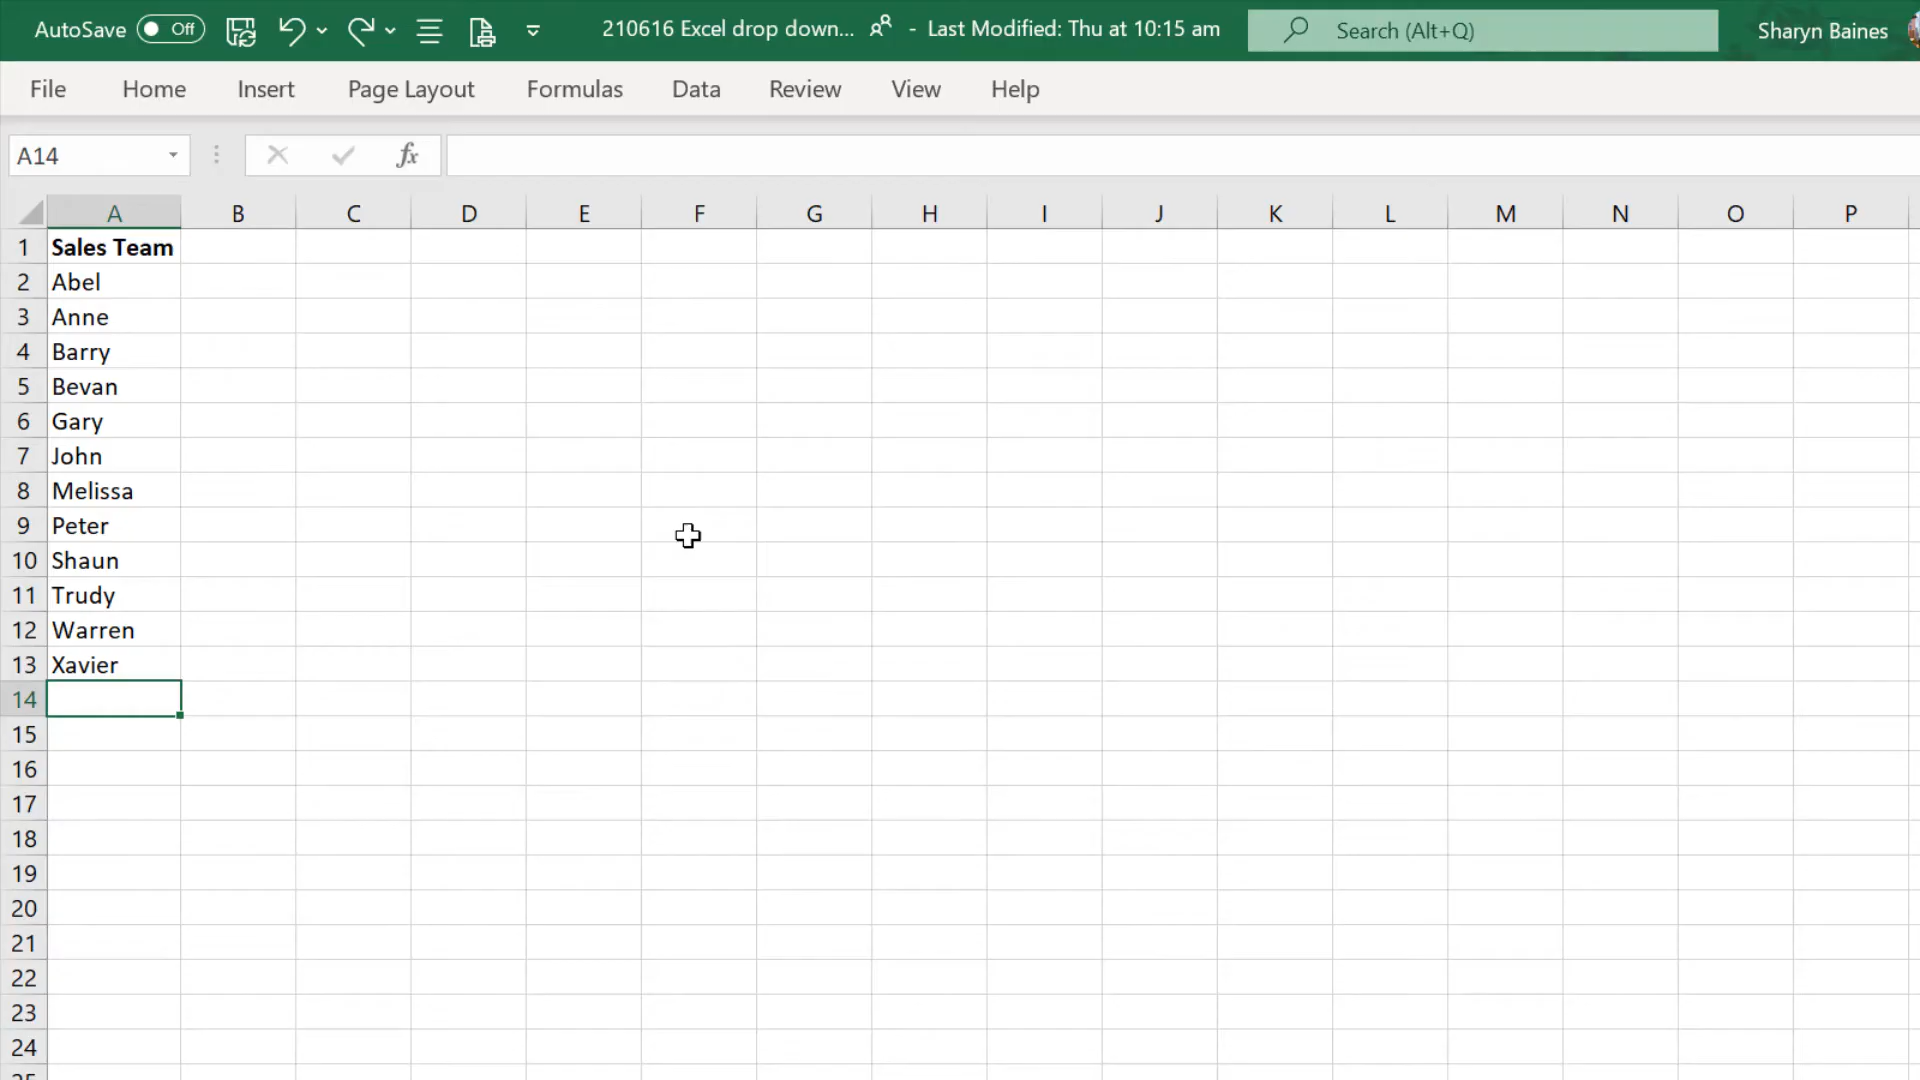 AutoSave Off 210616 Excel drop down... - Last Modified: Thu at 10:15 am Search (Alt+Q) Sharyn Baines
File Home Insert Page Layout Formulas Data Review View Help
A14 fx
A B C D E F G H I J K L M N O P
1 Sales Team
2 Abel
3 Anne
4 Barry
5 Bevan
6 Gary
7 John
8 Melissa
9 Peter
10 Shaun
11 Trudy
12 Warren
13 Xavier
14
15
16
17
18
19
20
21
22
23
24